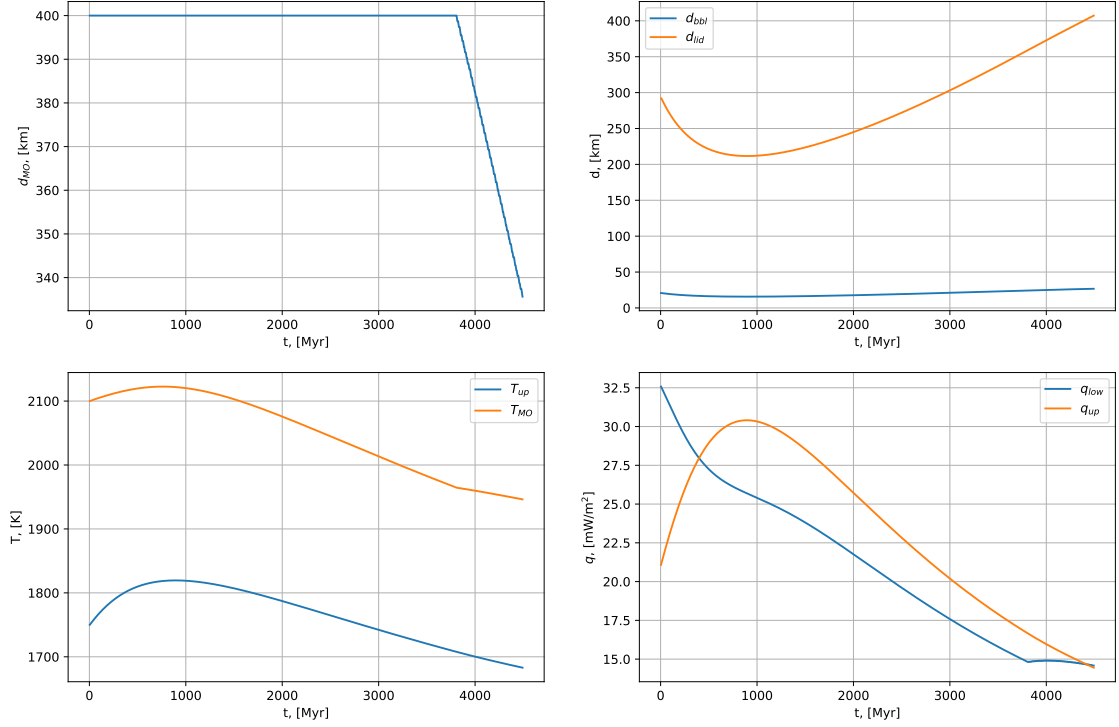 400
390
380
370
360
350
340
d_MO, [km]
0 1000 2000 3000 4000
t, [Myr]
d_bbl
d_lid
400
350
300
250
200
150
100
50
0
d, [km]
0 1000 2000 3000 4000
t, [Myr]
T_up
T_MO
2100
2000
1900
1800
1700
T, [K]
0 1000 2000 3000 4000
t, [Myr]
q_low
q_up
32.5
30.0
27.5
25.0
22.5
20.0
17.5
15.0
q, [mW/m²]
0 1000 2000 3000 4000
t, [Myr]